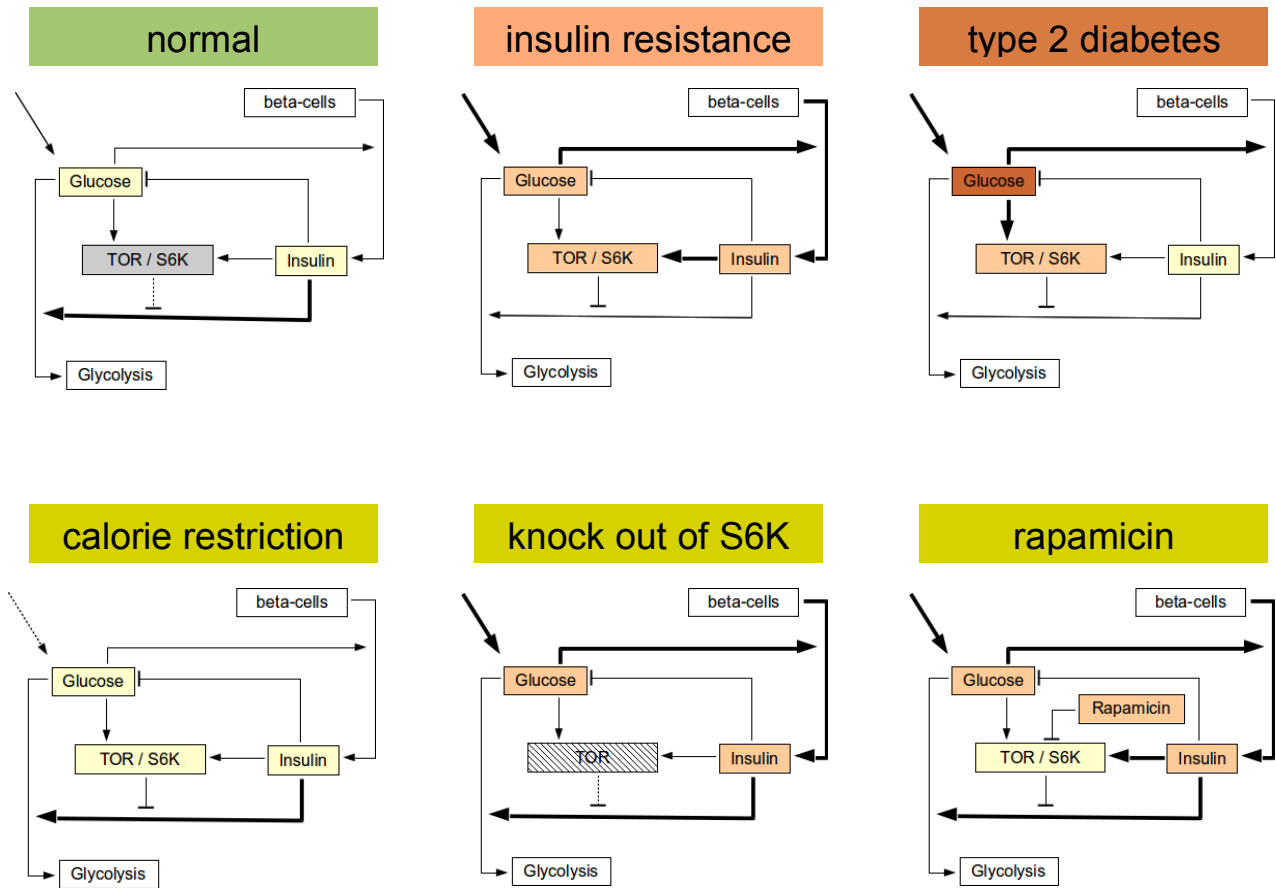 normal
beta-cells
Glucose
TOR / S6K
Insulin
Glycolysis
insulin resistance
beta-cells
Glucose
TOR / S6K
Insulin
Glycolysis
type 2 diabetes
beta-cells
Glucose
TOR / S6K
Insulin
Glycolysis
calorie restriction
beta-cells
Glucose
TOR / S6K
Insulin
Glycolysis
knock out of S6K
beta-cells
Glucose
TOR
Insulin
Glycolysis
rapamicin
beta-cells
Glucose
Rapamicin
TOR / S6K
Insulin
Glycolysis